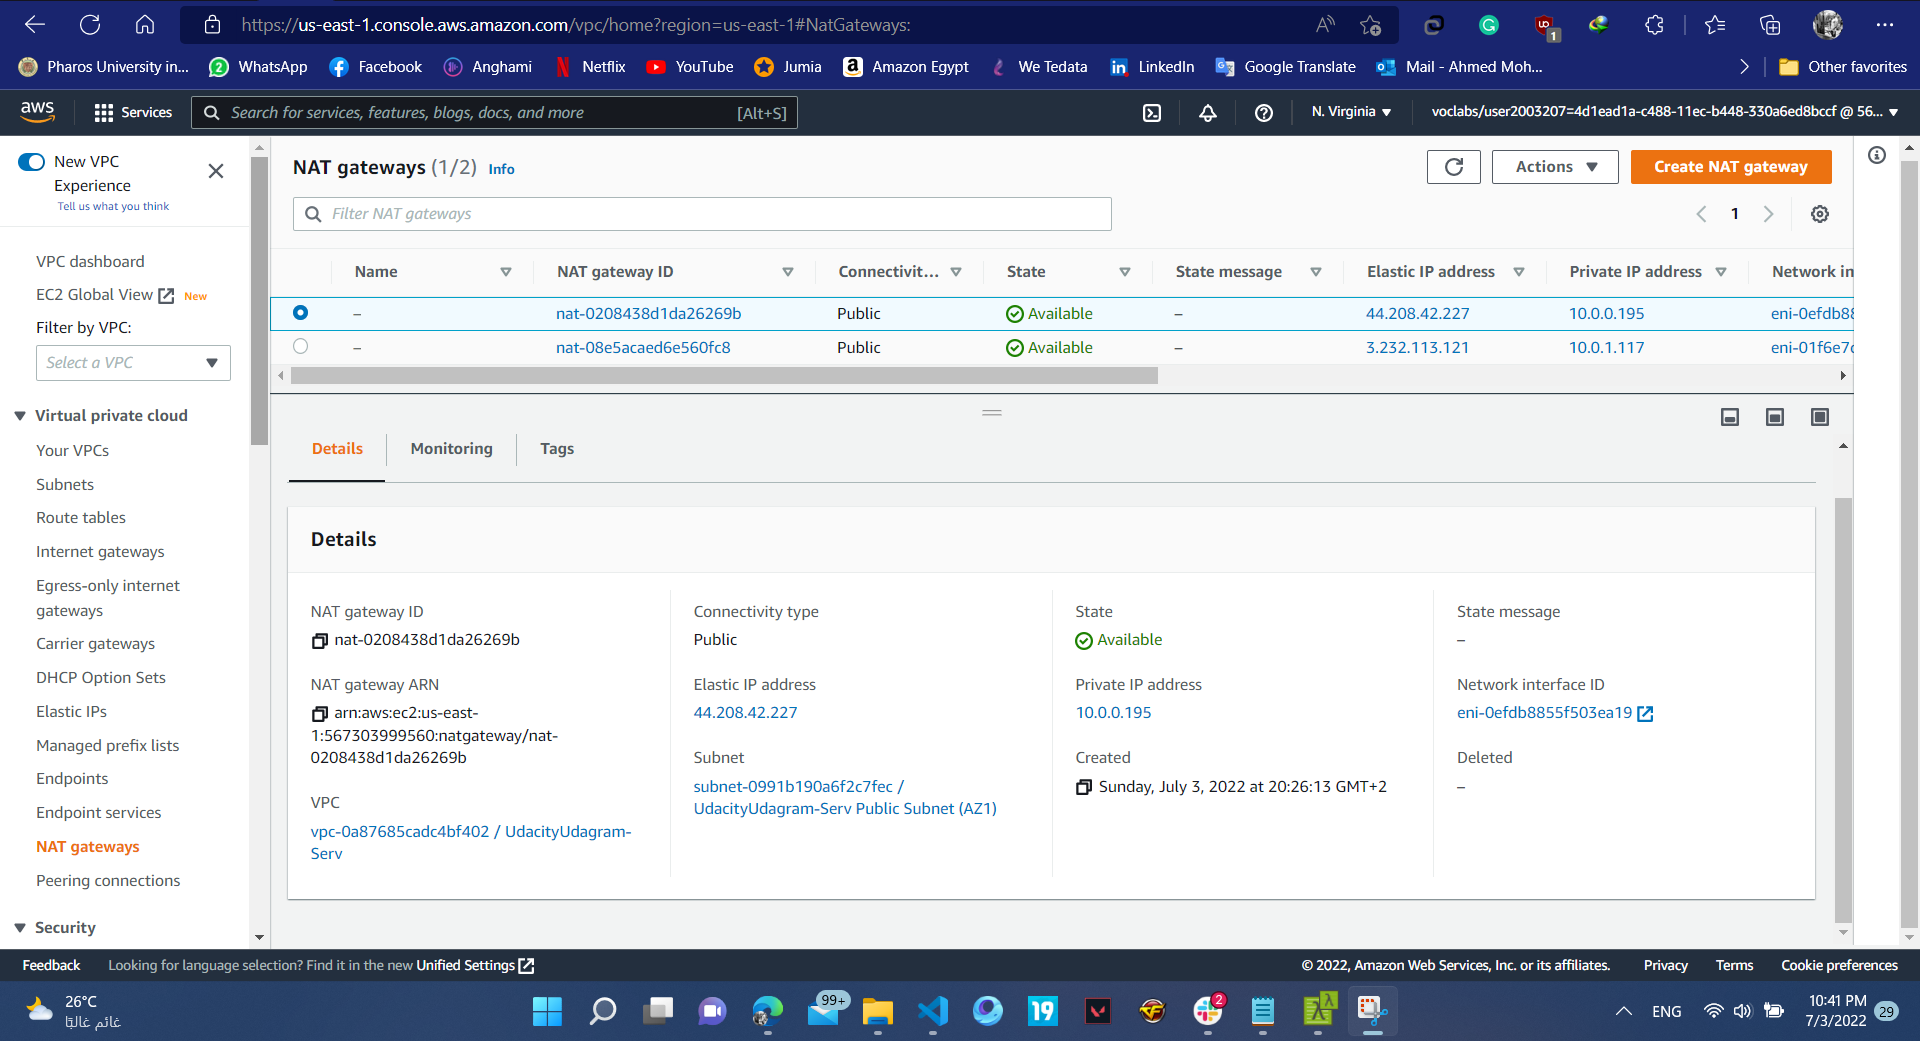 https://us-east-1.console.aws.amazon.com/vpc/home?region=us-east-1#NatGateways:
1
Pharos University in...
WhatsApp
Facebook
Anghami
Netflix
YouTube
Jumia
Amazon Egypt
We Tedata
LinkedIn
Google Translate
Mail - Ahmed Moh...
Other favorites
aws
Services
Search for services, features, blogs, docs, and more
[Alt+S]
N. Virginia
voclabs/user2003207=4d1ead1a-c488-11ec-b448-330a6ed8bccf @ 56...
New VPC
Experience
Tell us what you think
VPC dashboard
EC2 Global View New
Filter by VPC:
Select a VPC
Virtual private cloud
Your VPCs
Subnets
Route tables
Internet gateways
Egress-only internet
gateways
Carrier gateways
DHCP Option Sets
Elastic IPs
Managed prefix lists
Endpoints
Endpoint services
NAT gateways
Peering connections
Security
NAT gateways (1/2) Info
Actions
Create NAT gateway
Filter NAT gateways
1
Name NAT gateway ID Connectivit... State State message Elastic IP address Private IP address Network in
– nat-0208438d1da26269b Public Available – 44.208.42.227 10.0.0.195 eni-0efdb88
– nat-08e5acaed6e560fc8 Public Available – 3.232.113.121 10.0.1.117 eni-01f6e7c
Details
Monitoring
Tags
Details
NAT gateway ID
nat-0208438d1da26269b
NAT gateway ARN
arn:aws:ec2:us-east-
1:567303999560:natgateway/nat-
0208438d1da26269b
VPC
vpc-0a87685cadc4bf402 / UdacityUdagram-
Serv
Connectivity type
Public
Elastic IP address
44.208.42.227
Subnet
subnet-0991b190a6f2c7fec /
UdacityUdagram-Serv Public Subnet (AZ1)
State
Available
Private IP address
10.0.0.195
Created
Sunday, July 3, 2022 at 20:26:13 GMT+2
State message
–
Network interface ID
eni-0efdb8855f503ea19
Deleted
–
Feedback
Looking for language selection? Find it in the new Unified Settings
© 2022, Amazon Web Services, Inc. or its affiliates.
Privacy
Terms
Cookie preferences
26°C
غائم غالبًا
99+
19
2
ENG
10:41 PM
7/3/2022
29